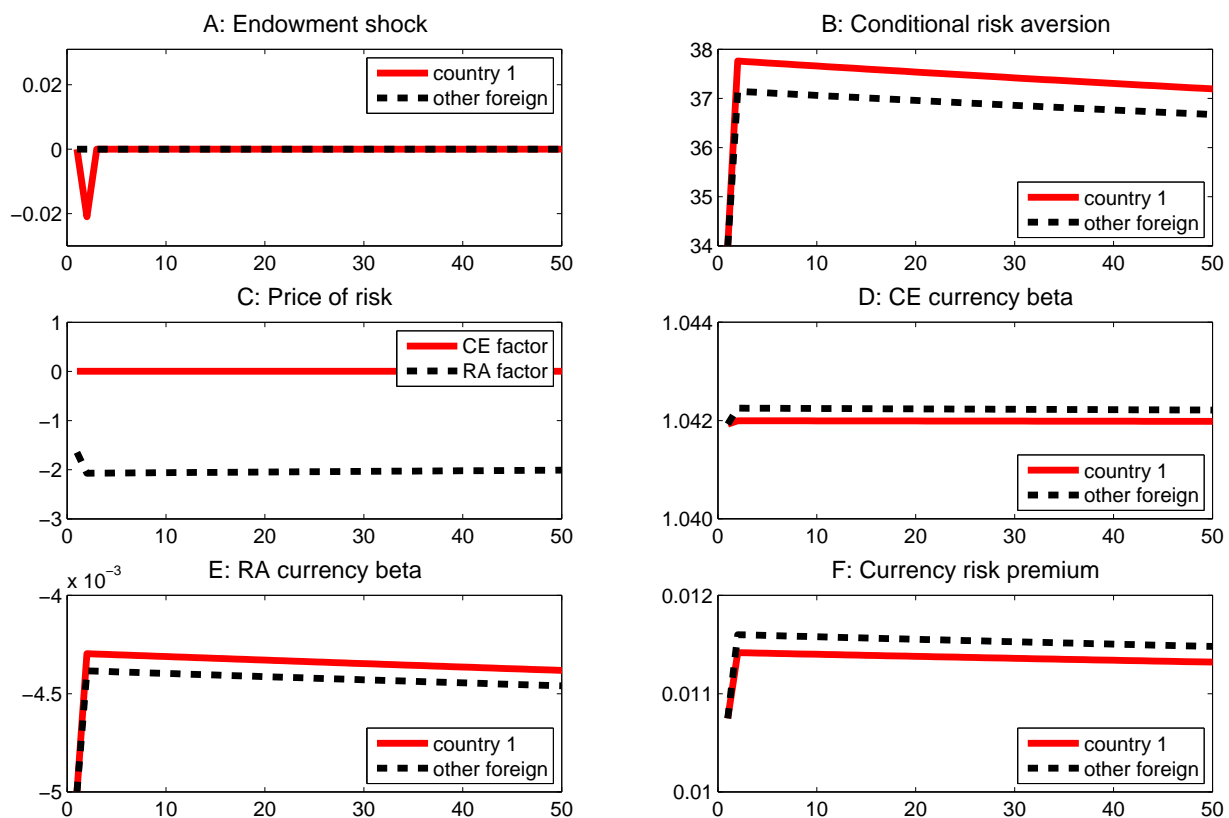 A: Endowment shock
0.02
0
−0.02
0 10 20 30 40 50
country 1
other foreign
B: Conditional risk aversion
38
37
36
35
34
0 10 20 30 40 50
country 1
other foreign
C: Price of risk
1
0
−1
−2
−3
0 10 20 30 40 50
CE factor
RA factor
D: CE currency beta
1.044
1.042
1.040
0 10 20 30 40 50
country 1
other foreign
E: RA currency beta
x 10⁻³
−4
−4.5
−5
0 10 20 30 40 50
country 1
other foreign
F: Currency risk premium
0.012
0.011
0.01
0 10 20 30 40 50
country 1
other foreign